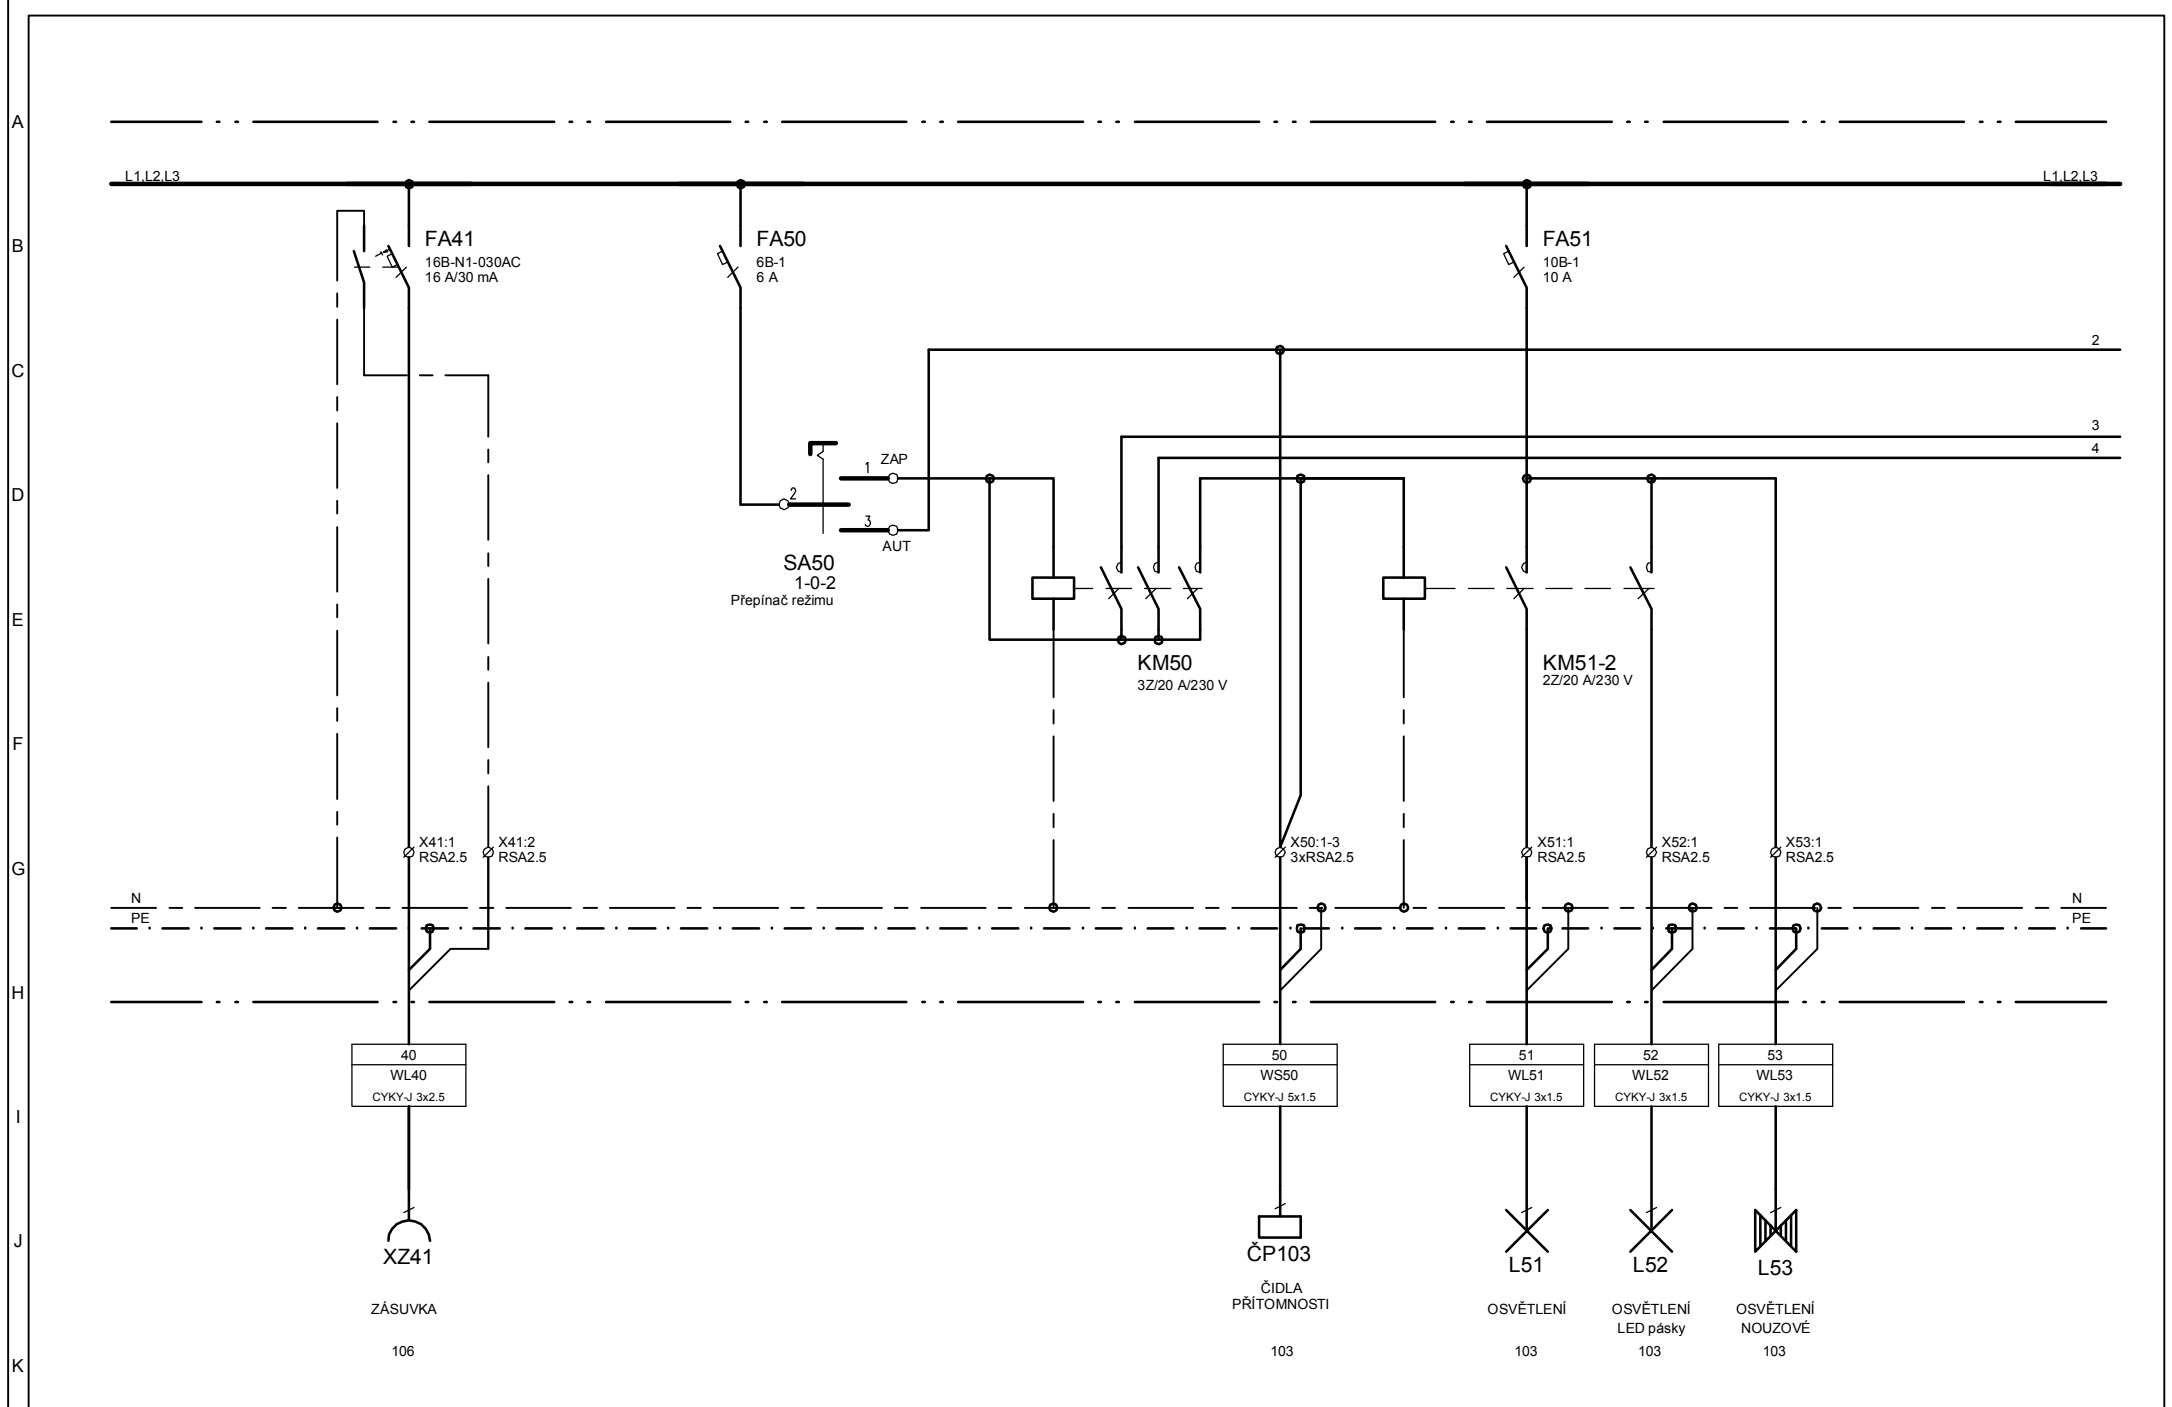 A
L1,L2,L3
L1,L2,L3
B
FA41
16B-N1-030AC
16 A/30 mA
FA50
6B-1
6 A
FA51
10B-1
10 A
2
C
3
4
1
ZAP
2
D
3
AUT
SA50
1-0-2
Přepínač režimu
E
KM50
3Z/20 A/230 V
KM51-2
2Z/20 A/230 V
F
X41:1
RSA2.5
X41:2
RSA2.5
X50:1-3
3xRSA2.5
X51:1
RSA2.5
X52:1
RSA2.5
X53:1
RSA2.5
G
N
N
PE
PE
H
40
WL40
CYKY-J 3x2.5
50
WS50
CYKY-J 5x1.5
51
WL51
CYKY-J 3x1.5
52
WL52
CYKY-J 3x1.5
53
WL53
CYKY-J 3x1.5
I
J
XZ41
ČP103
L51
L52
L53
ZÁSUVKA
ČIDLA
PŘÍTOMNOSTI
OSVĚTLENÍ
OSVĚTLENÍ
LED pásky
OSVĚTLENÍ
NOUZOVÉ
106
103
103
103
103
K